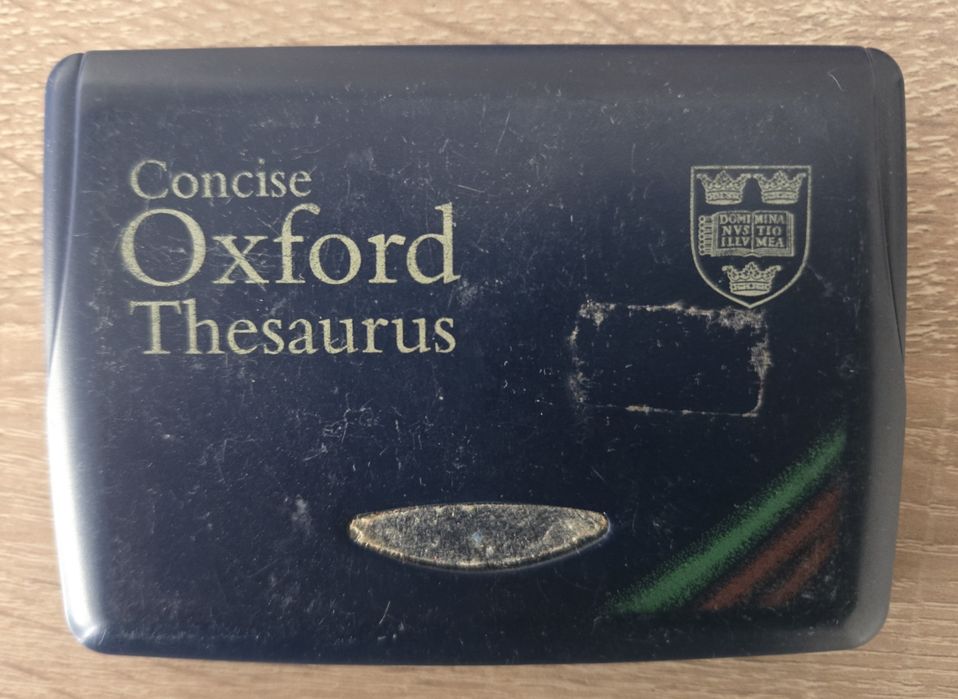 Concise
Oxford
Thesaurus
DOMI MINA
NVS TIO
ILLV MEA